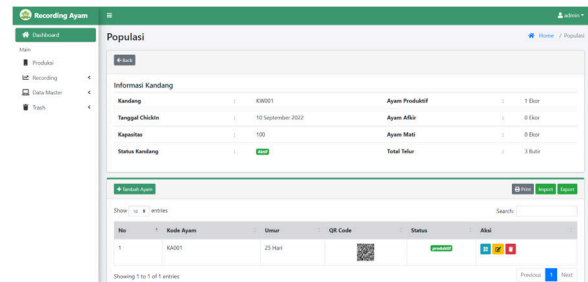 Recording Ayam
admin
Dashboard
Populasi
Home / Populasi
Main
Produksi
Recording
Data Master
Trash
Back
Informasi Kandang
Kandang : KW001 Ayam Produktif : 1 Ekor
Tanggal ChickIn : 10 September 2022 Ayam Afkir : 0 Ekor
Kapasitas : 100 Ayam Mati : 0 Ekor
Status Kandang : Aktif Total Telur : 3 Butir
+ Tambah Ayam Print Import Export
Show 10 entries Search:
No Kode Ayam Umur QR Code Status Aksi
1 KA001 25 Hari produktif
Showing 1 to 1 of 1 entries
Previous 1 Next